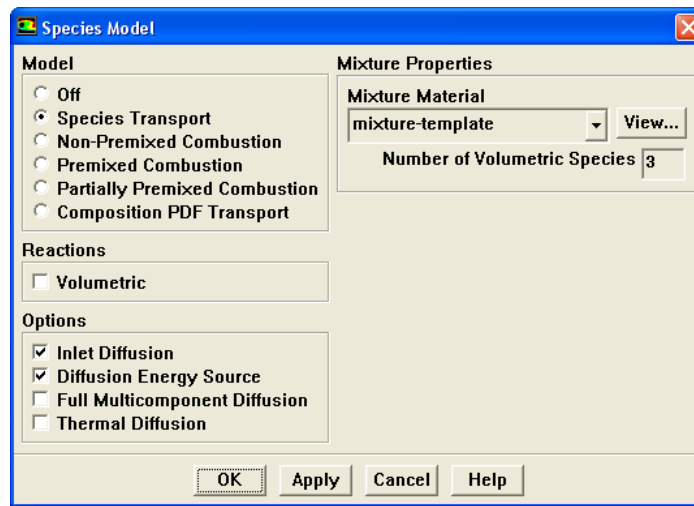 Species Model
Model
Off
Species Transport
Non-Premixed Combustion
Premixed Combustion
Partially Premixed Combustion
Composition PDF Transport
Reactions
Volumetric
Options
Inlet Diffusion
Diffusion Energy Source
Full Multicomponent Diffusion
Thermal Diffusion
Mixture Properties
Mixture Material
mixture-template View...
Number of Volumetric Species 3
OK Apply Cancel Help